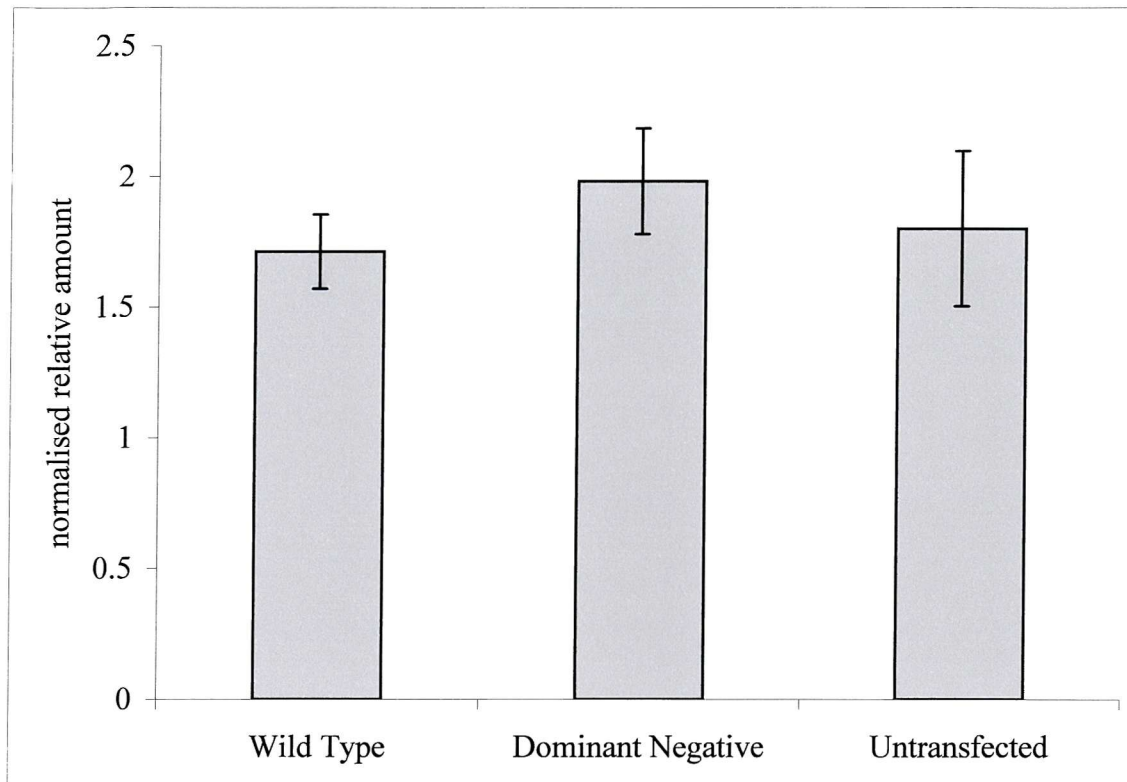 2.5
2
1.5
1
0.5
0
normalised relative amount
Wild Type
Dominant Negative
Untransfected